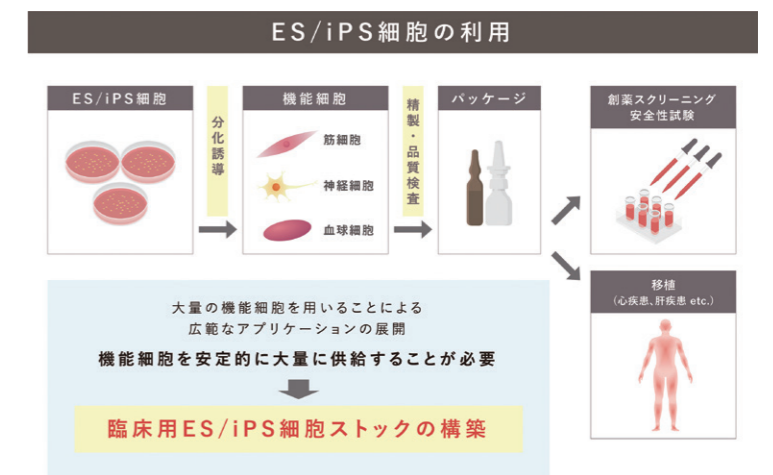 ES/iPS細胞の利用
ES/iPS細胞
分化誘導
機能細胞
筋細胞
神経細胞
血球細胞
精製・品質検査
パッケージ
創薬スクリーニング
安全性試験
移植
(心疾患、肝疾患 etc.)
大量の機能細胞を用いることによる
広範なアプリケーションの展開
機能細胞を安定的に大量に供給することが必要
臨床用ES/iPS細胞ストックの構築